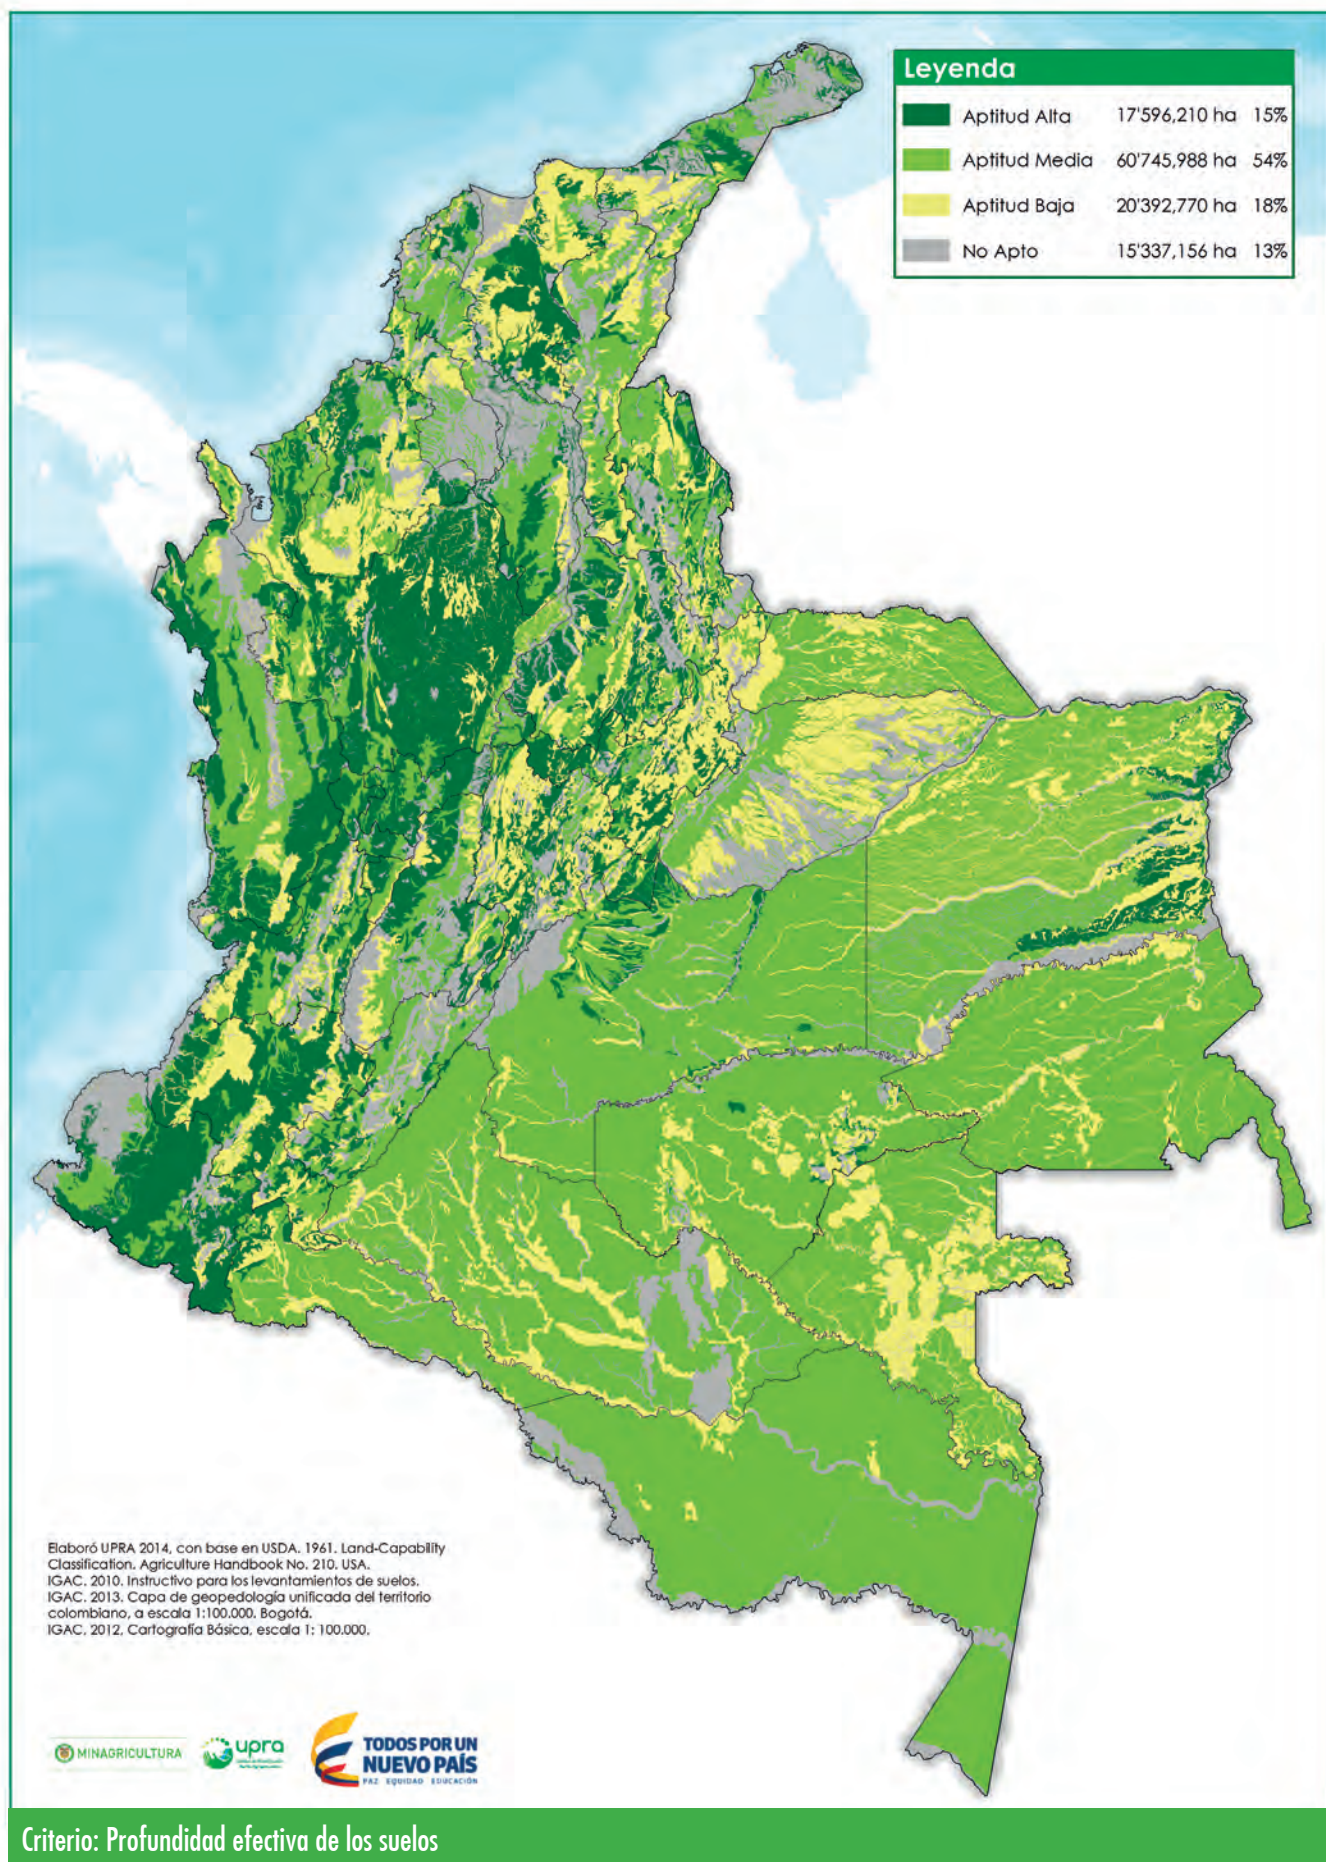 Leyenda
Aptitud Alta 17'596,210 ha 15%
Aptitud Media 60'745,988 ha 54%
Aptitud Baja 20'392,770 ha 18%
No Apto 15'337,156 ha 13%
Elaboró UPRA 2014, con base en USDA. 1961. Land-Capability
Classification. Agriculture Handbook No. 210. USA.
IGAC. 2010. Instructivo para los levantamientos de suelos.
IGAC. 2013. Capa de geopedología unificada del territorio
colombiano, a escala 1:100.000. Bogotá.
IGAC. 2012. Cartografía Básica, escala 1: 100.000.
MINAGRICULTURA
upra
TODOS POR UN
NUEVO PAÍS
PAZ EQUIDAD EDUCACIÓN
Criterio: Profundidad efectiva de los suelos